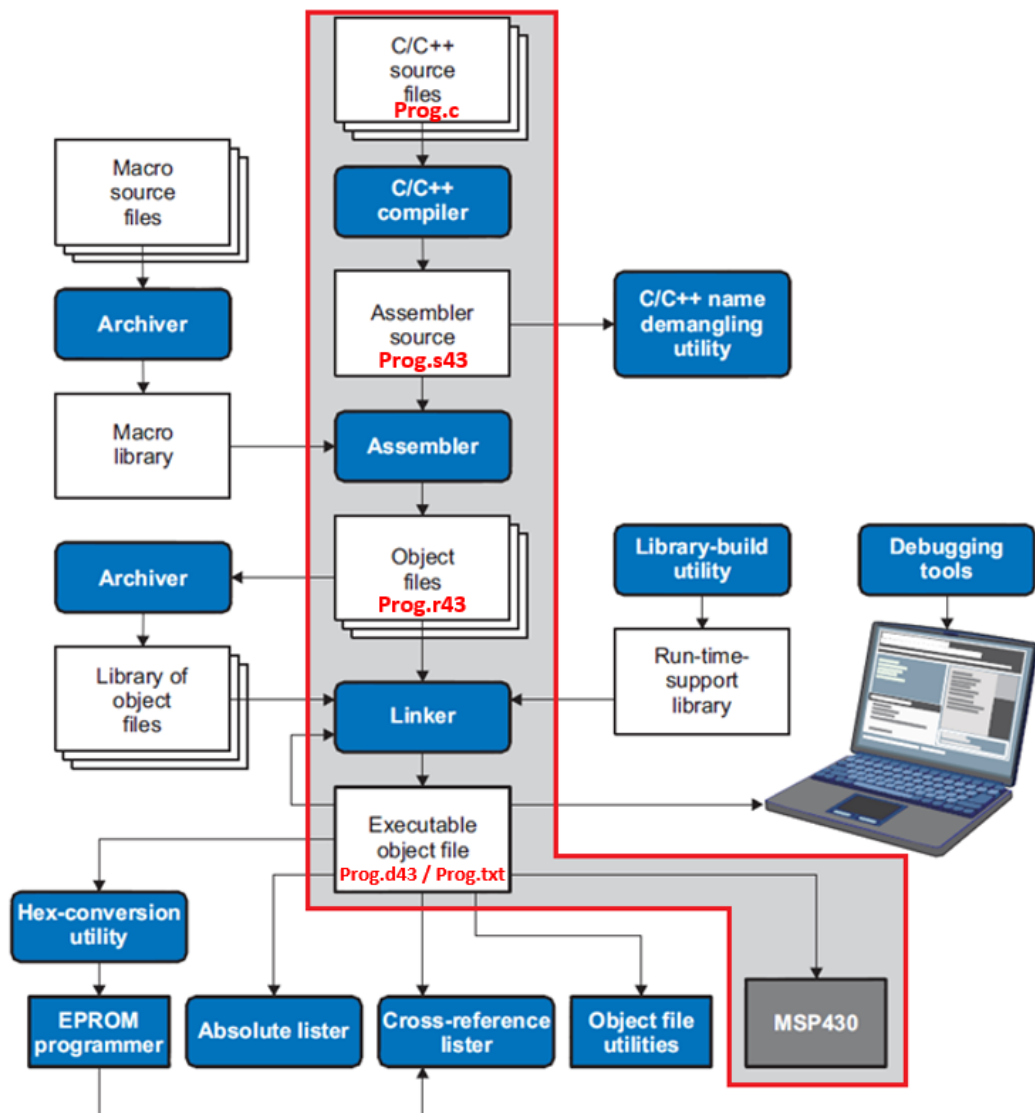 C/C++
source
files
Prog.c
Macro
source
files
C/C++
compiler
Archiver
Assembler
source
Prog.s43
C/C++ name
demangling
utility
Macro
library
Assembler
Archiver
Object
files
Prog.r43
Library-build
utility
Debugging
tools
Library of
object
files
Linker
Run-time-
support
library
Executable
object file
Prog.d43 / Prog.txt
Hex-conversion
utility
EPROM
programmer
Absolute lister
Cross-reference
lister
Object file
utilities
MSP430